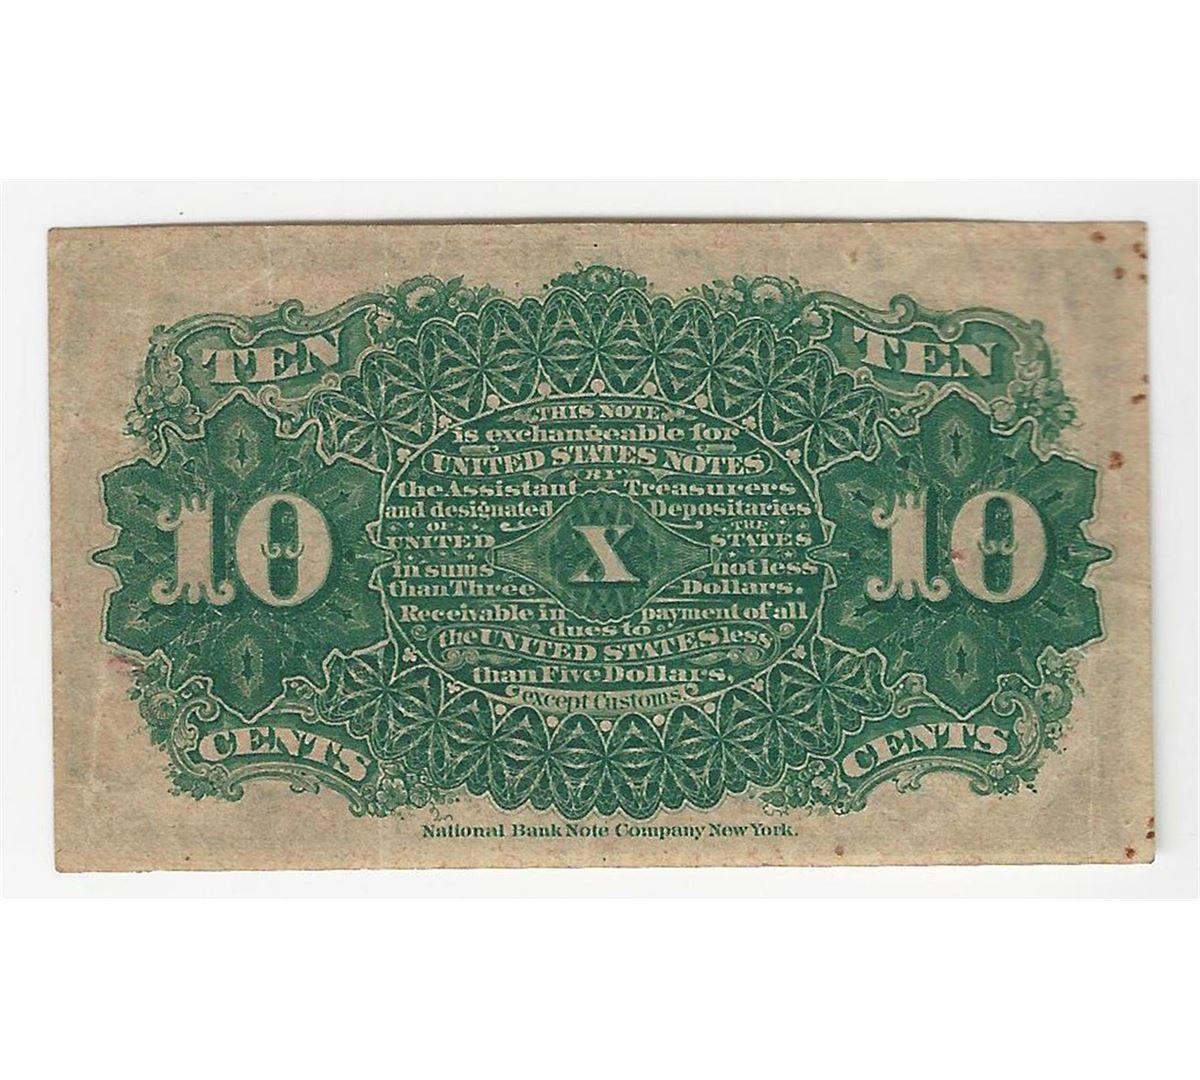 TEN TEN
THIS NOTE
is exchangeable for
UNITED STATES NOTES
BY
the Assistant Treasurers
and designated Depositaries
OF THE
UNITED STATES
in sums not less
than Three Dollars.
10 X 10
Receivable in payment of all
dues to
the UNITED STATES less
than Five Dollars,
except Customs.
CENTS CENTS
National Bank Note Company New York.